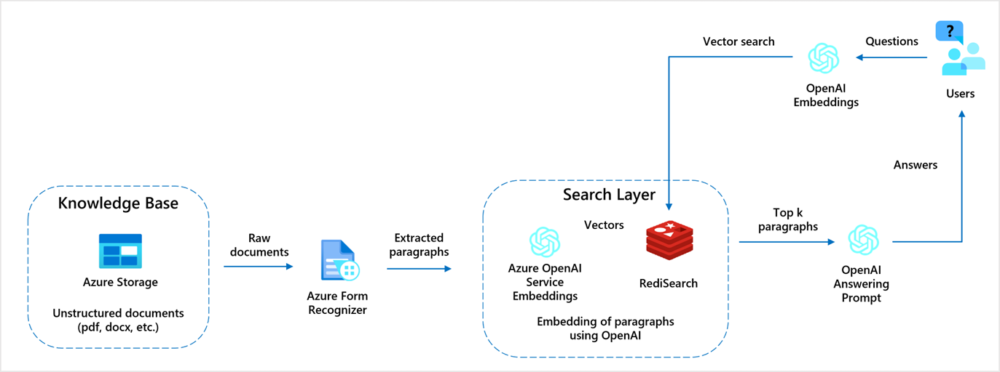 Vector search
Questions
?
OpenAI
Embeddings
Users
Answers
Knowledge Base
Azure Storage
Unstructured documents
(pdf, docx, etc.)
Raw
documents
Azure Form
Recognizer
Extracted
paragraphs
Search Layer
Vectors
Azure OpenAI
Service
Embeddings
RediSearch
Embedding of paragraphs
using OpenAI
Top k
paragraphs
OpenAI
Answering
Prompt